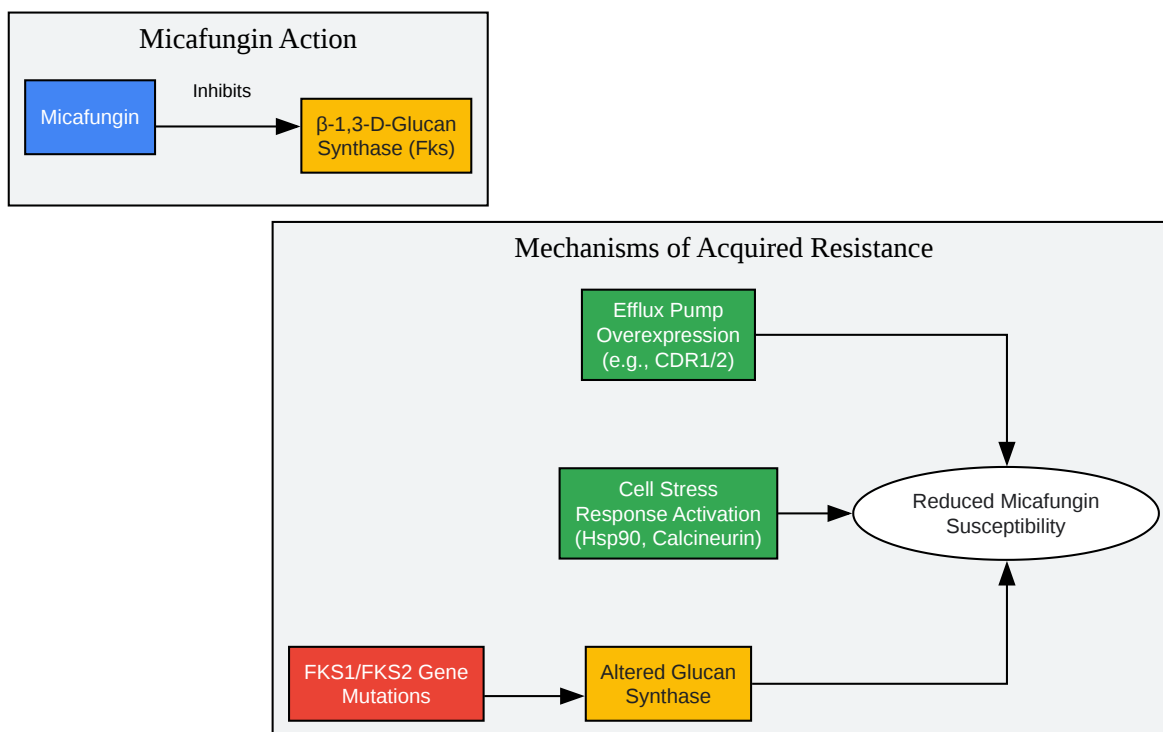 Micafungin Action
Micafungin
Inhibits
β-1,3-D-Glucan
Synthase (Fks)
Mechanisms of Acquired Resistance
Efflux Pump
Overexpression
(e.g., CDR1/2)
Cell Stress
Response Activation
(Hsp90, Calcineurin)
Reduced Micafungin
Susceptibility
FKS1/FKS2 Gene
Mutations
Altered Glucan
Synthase